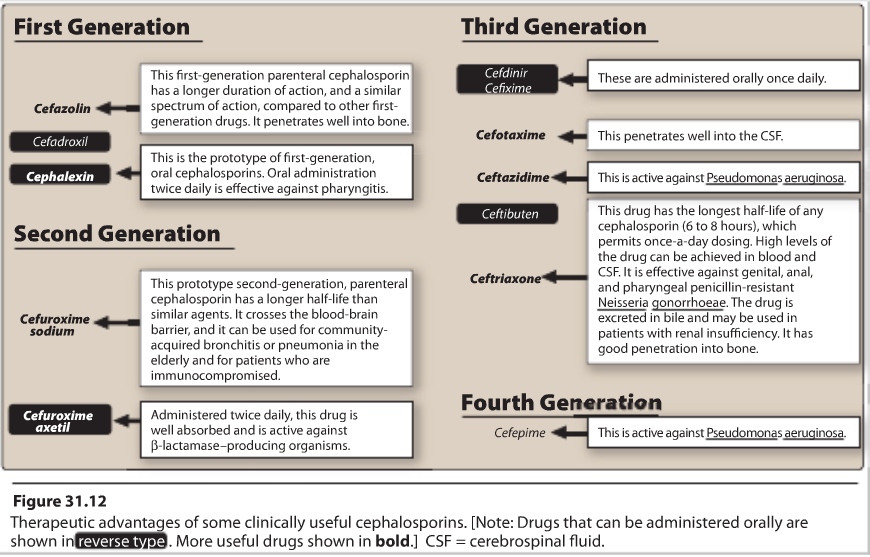 First Generation
Cefazolin
This first-generation parenteral cephalosporin
has a longer duration of action, and a similar
spectrum of action, compared to other first-
generation drugs. It penetrates well into bone.
Cefadroxil
Cephalexin
This is the prototype of first-generation,
oral cephalosporins. Oral administration
twice daily is effective against pharyngitis.
Second Generation
Cefuroxime
sodium
This prototype second-generation, parenteral
cephalosporin has a longer half-life than
similar agents. It crosses the blood-brain
barrier, and it can be used for community-
acquired bronchitis or pneumonia in the
elderly and for patients who are
immunocompromised.
Cefuroxime
axetil
Administered twice daily, this drug is
well absorbed and is active against
β-lactamase–producing organisms.
Third Generation
Cefdinir
Cefixime
These are administered orally once daily.
Cefotaxime
This penetrates well into the CSF.
Ceftazidime
This is active against Pseudomonas aeruginosa.
Ceftibuten
Ceftriaxone
This drug has the longest half-life of any
cephalosporin (6 to 8 hours), which
permits once-a-day dosing. High levels of
the drug can be achieved in blood and
CSF. It is effective against genital, anal,
and pharyngeal penicillin-resistant
Neisseria gonorrhoeae. The drug is
excreted in bile and may be used in
patients with renal insufficiency. It has
good penetration into bone.
Fourth Generation
Cefepime
This is active against Pseudomonas aeruginosa.
Figure 31.12
Therapeutic advantages of some clinically useful cephalosporins. [Note: Drugs that can be administered orally are
shown in reverse type. More useful drugs shown in bold.] CSF = cerebrospinal fluid.